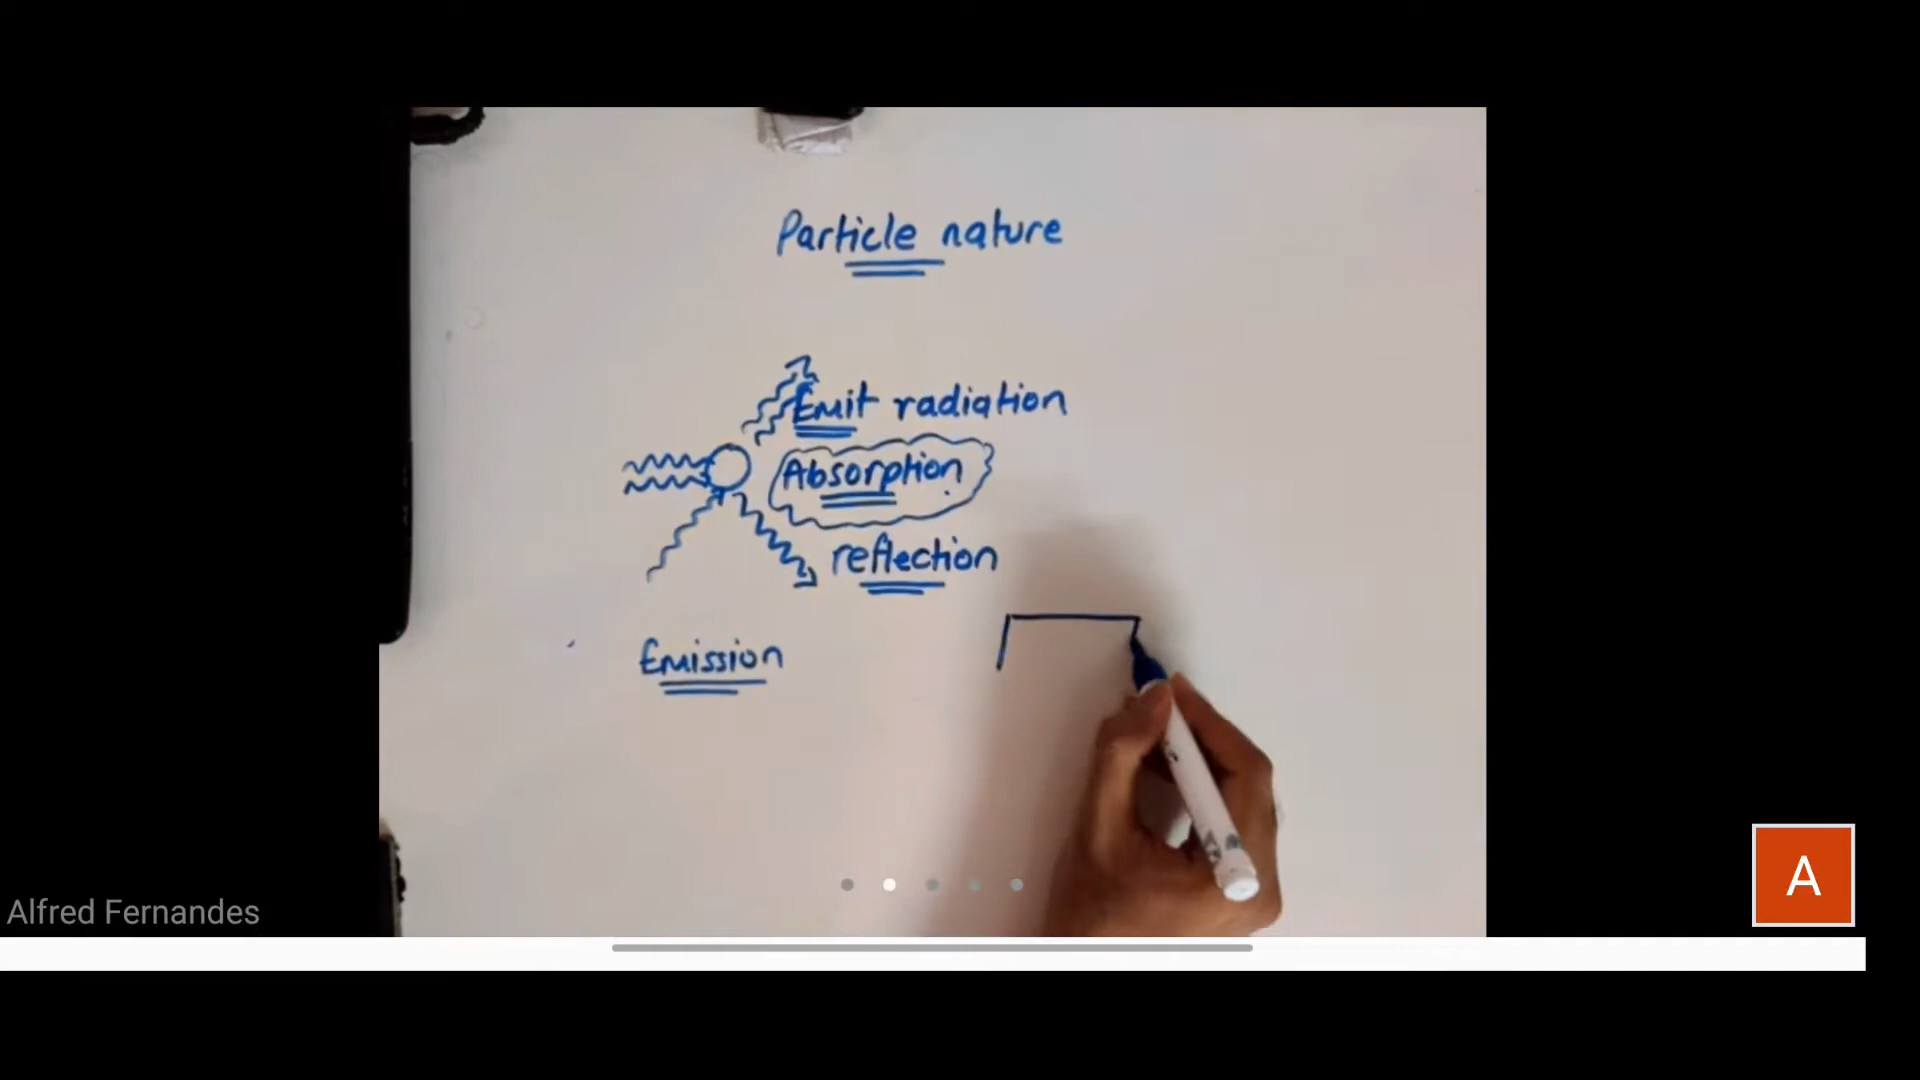 Particle nature
Emit radiation
Absorption
reflection
Emission
A
Alfred Fernandes